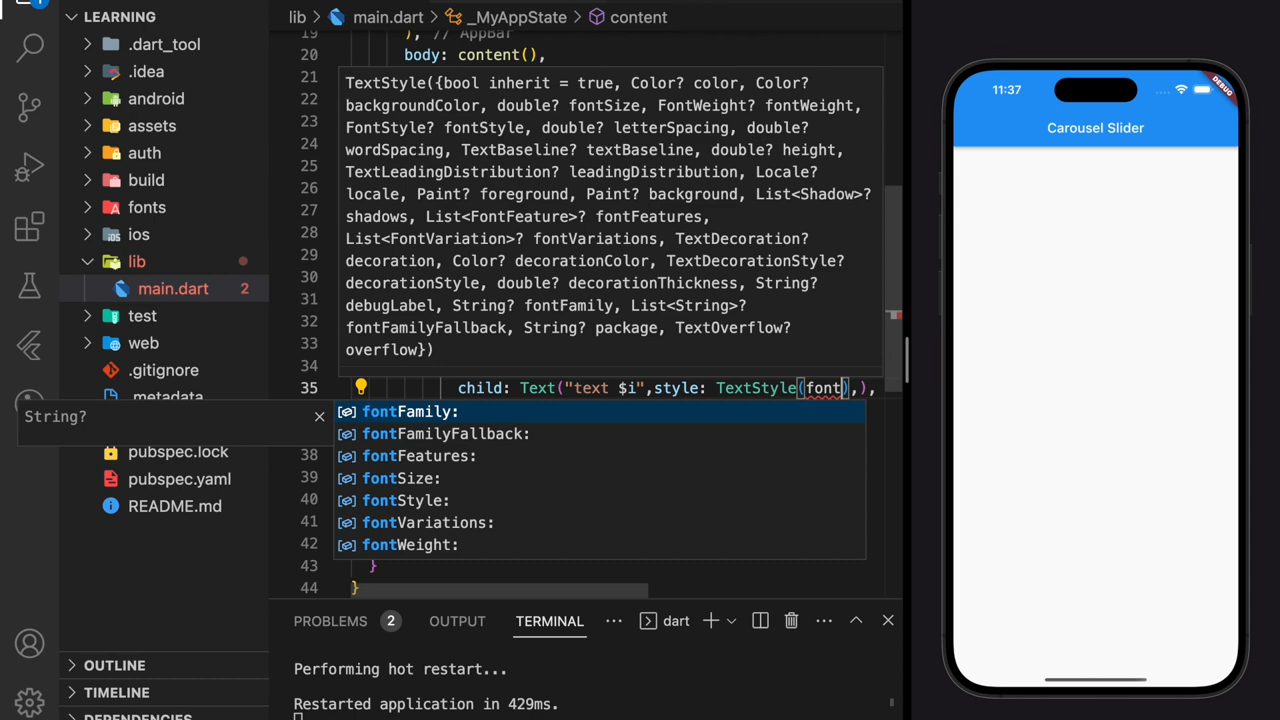 LEARNING
.dart_tool
.idea
android
assets
auth
build
fonts
ios
lib
main.dart 2
test
web
.gitignore
.metadata
pubspec.lock
pubspec.yaml
README.md
OUTLINE
TIMELINE
DEPENDENCIES
lib > main.dart > _MyAppState > content
19 ), // AppBar
20 body: content(),
21
22
23
24
25
26
27
28
29
30
31
32
33
34
TextStyle({bool inherit = true, Color? color, Color?
backgroundColor, double? fontSize, FontWeight? fontWeight,
FontStyle? fontStyle, double? letterSpacing, double?
wordSpacing, TextBaseline? textBaseline, double? height,
TextLeadingDistribution? leadingDistribution, Locale?
locale, Paint? foreground, Paint? background, List<Shadow>?
shadows, List<FontFeature>? fontFeatures,
List<FontVariation>? fontVariations, TextDecoration?
decoration, Color? decorationColor, TextDecorationStyle?
decorationStyle, double? decorationThickness, String?
debugLabel, String? fontFamily, List<String>?
fontFamilyFallback, String? package, TextOverflow?
overflow})
35 child: Text("text $i",style: TextStyle(font),),
String?
fontFamily:
fontFamilyFallback:
fontFeatures:
fontSize:
fontStyle:
fontVariations:
fontWeight:
38
39
40
41
42
43 }
44 }
PROBLEMS 2 OUTPUT TERMINAL ... dart ...
Performing hot restart...
Restarted application in 429ms.
11:37
DEBUG
Carousel Slider